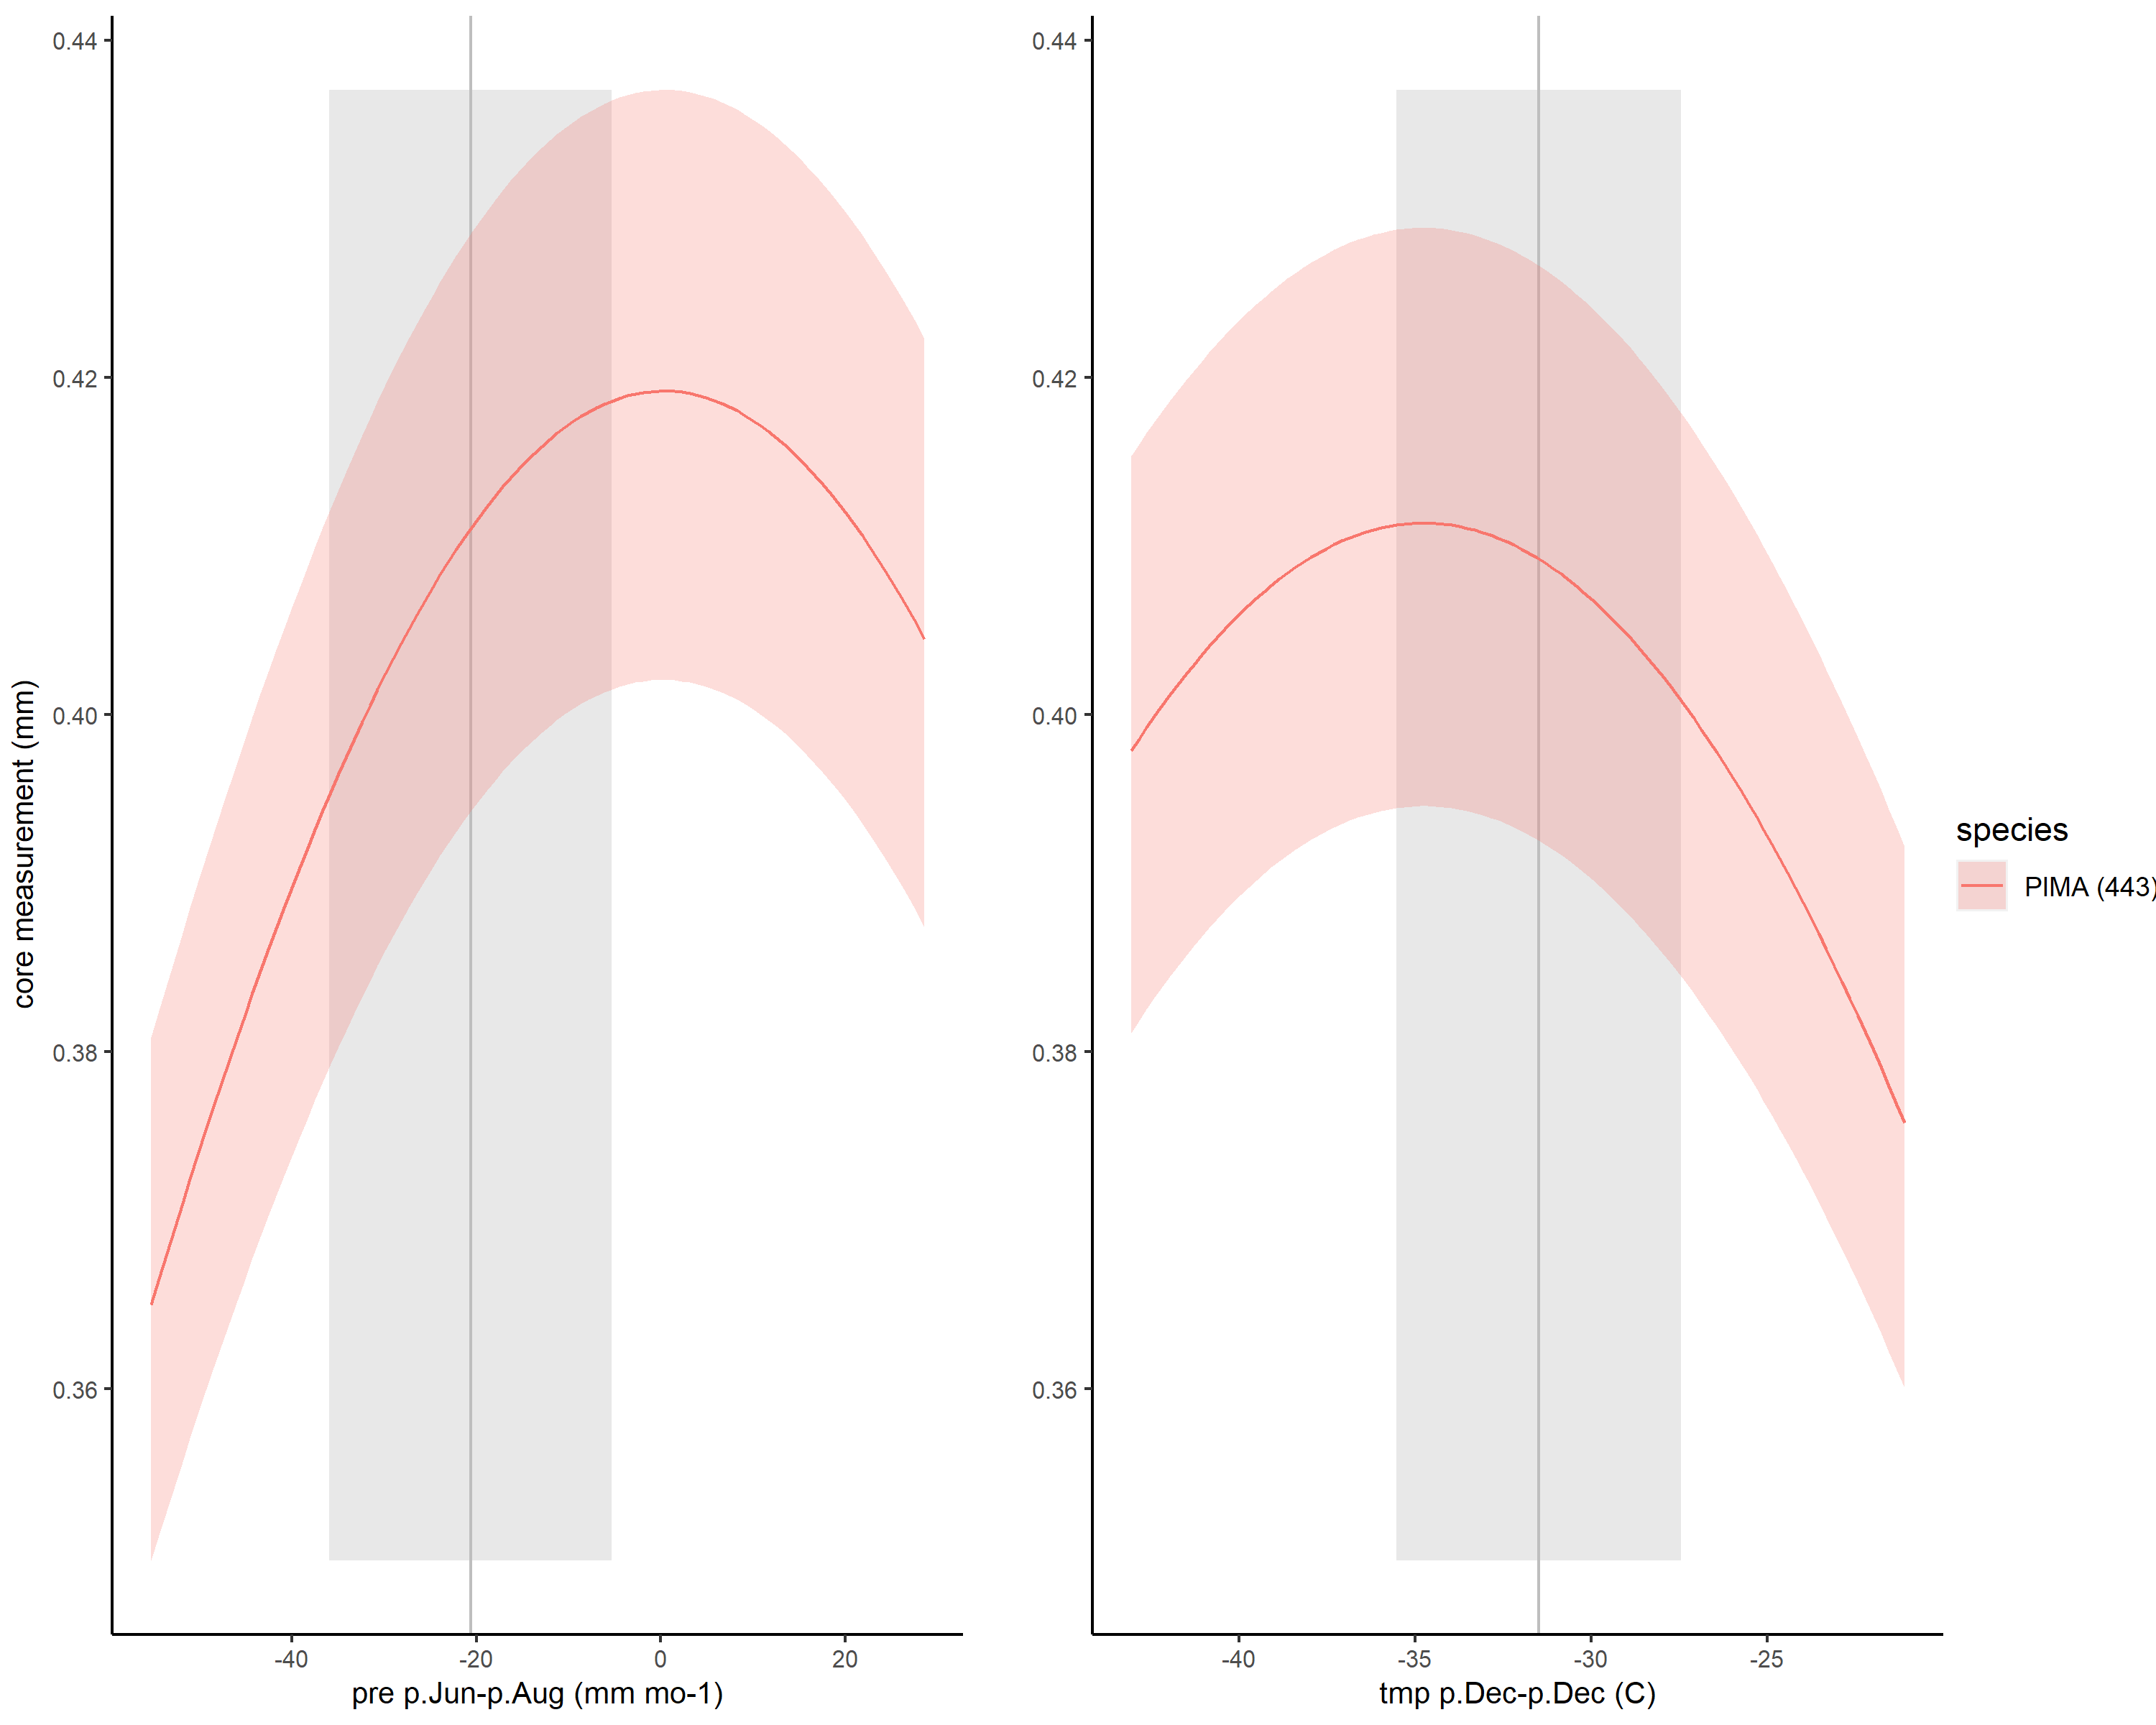 core measurement (mm)
0.44
0.42
0.40
0.38
0.36
-40 -20 0 20
pre p.Jun-p.Aug (mm mo-1)
0.44
0.42
0.40
0.38
0.36
-40 -35 -30 -25
tmp p.Dec-p.Dec (C)
species
PIMA (443)